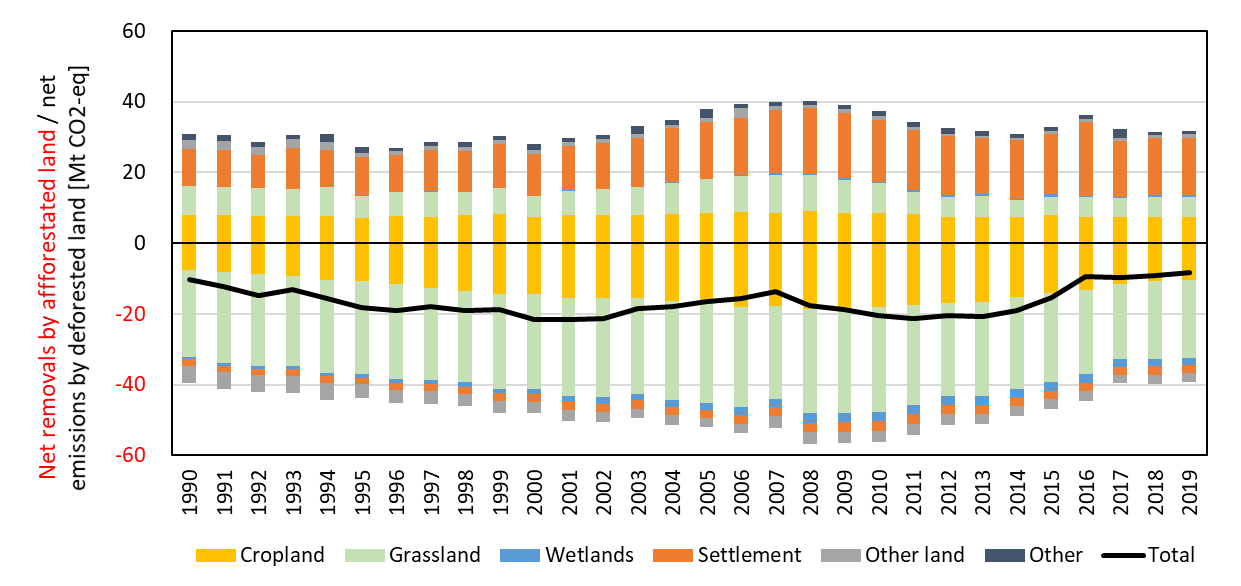 Net removals by affforestated land / net
emissions by deforested land [Mt CO2-eq]
60
40
20
0
-20
-40
-60
1990 1991 1992 1993 1994 1995 1996 1997 1998 1999 2000 2001 2002 2003 2004 2005 2006 2007 2008 2009 2010 2011 2012 2013 2014 2015 2016 2017 2018 2019
Cropland Grassland Wetlands Settlement Other land Other Total